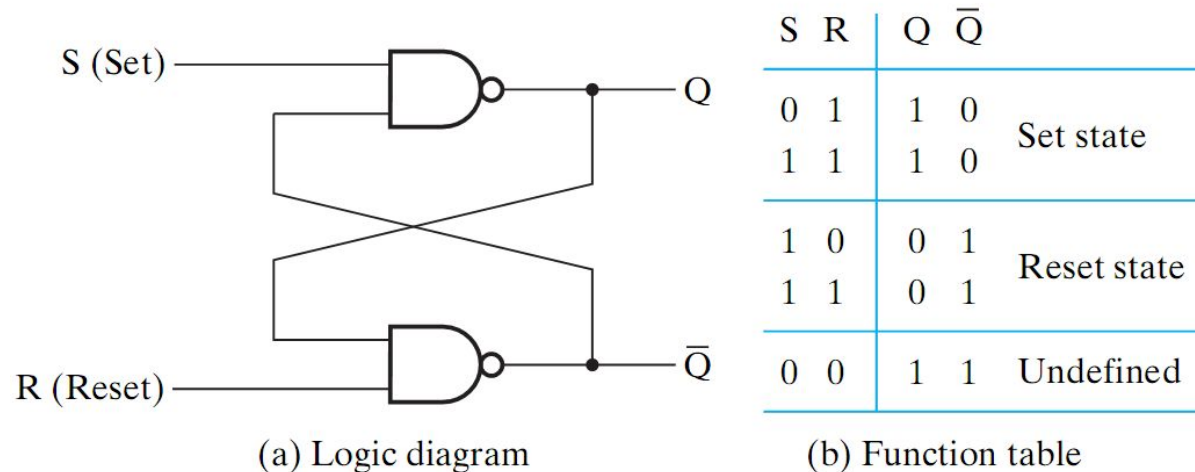 S (Set)
Q
R (Reset)
Q̅
(a) Logic diagram
S R Q Q̅
0 1 1 0
1 1 1 0
Set state
1 0 0 1
1 1 0 1
Reset state
0 0 1 1 Undefined
(b) Function table